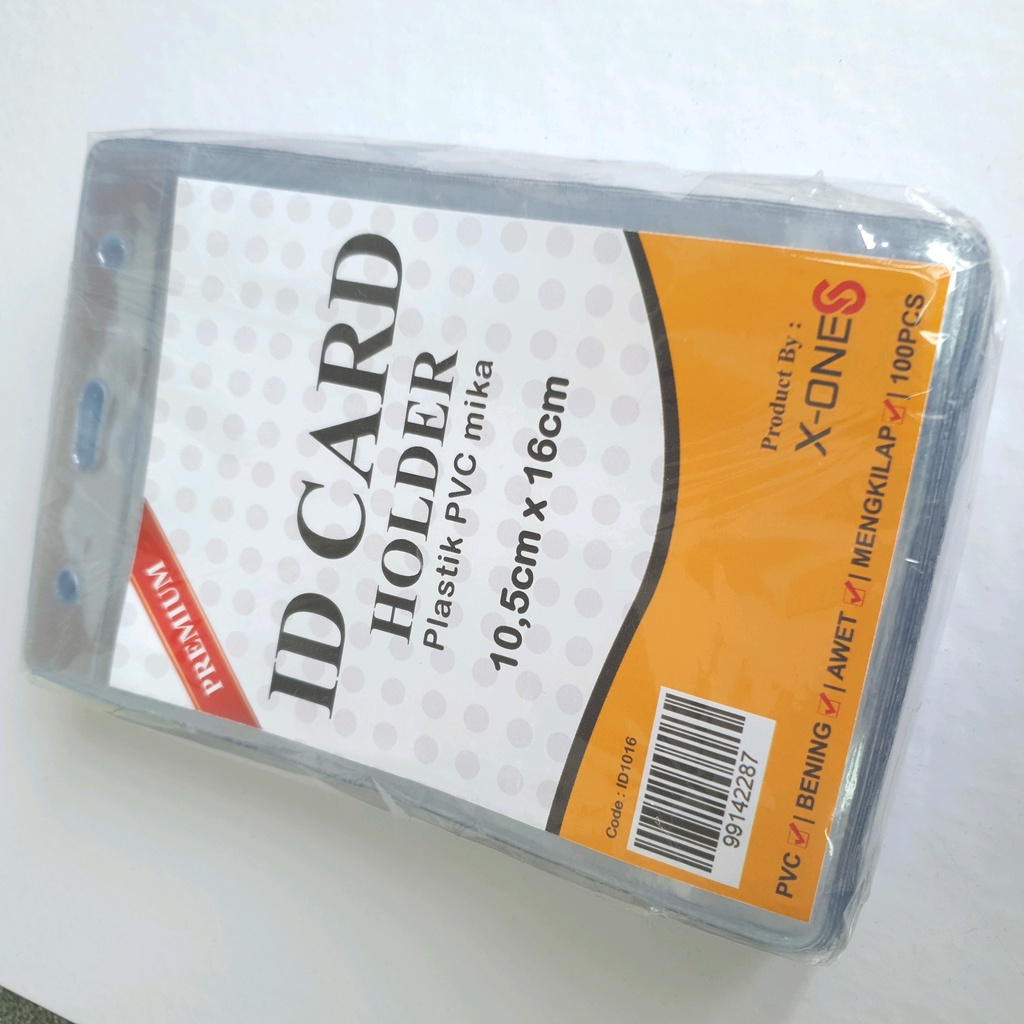 PREMIUM
ID CARD
HOLDER
Plastik PVC mika
10,5cm x 16cm
Product By :
X-ONES
Code : ID1016
99142287
PVC ☑ | BENING ☑ | AWET ☑ | MENGKILAP ☑ | 100PCS